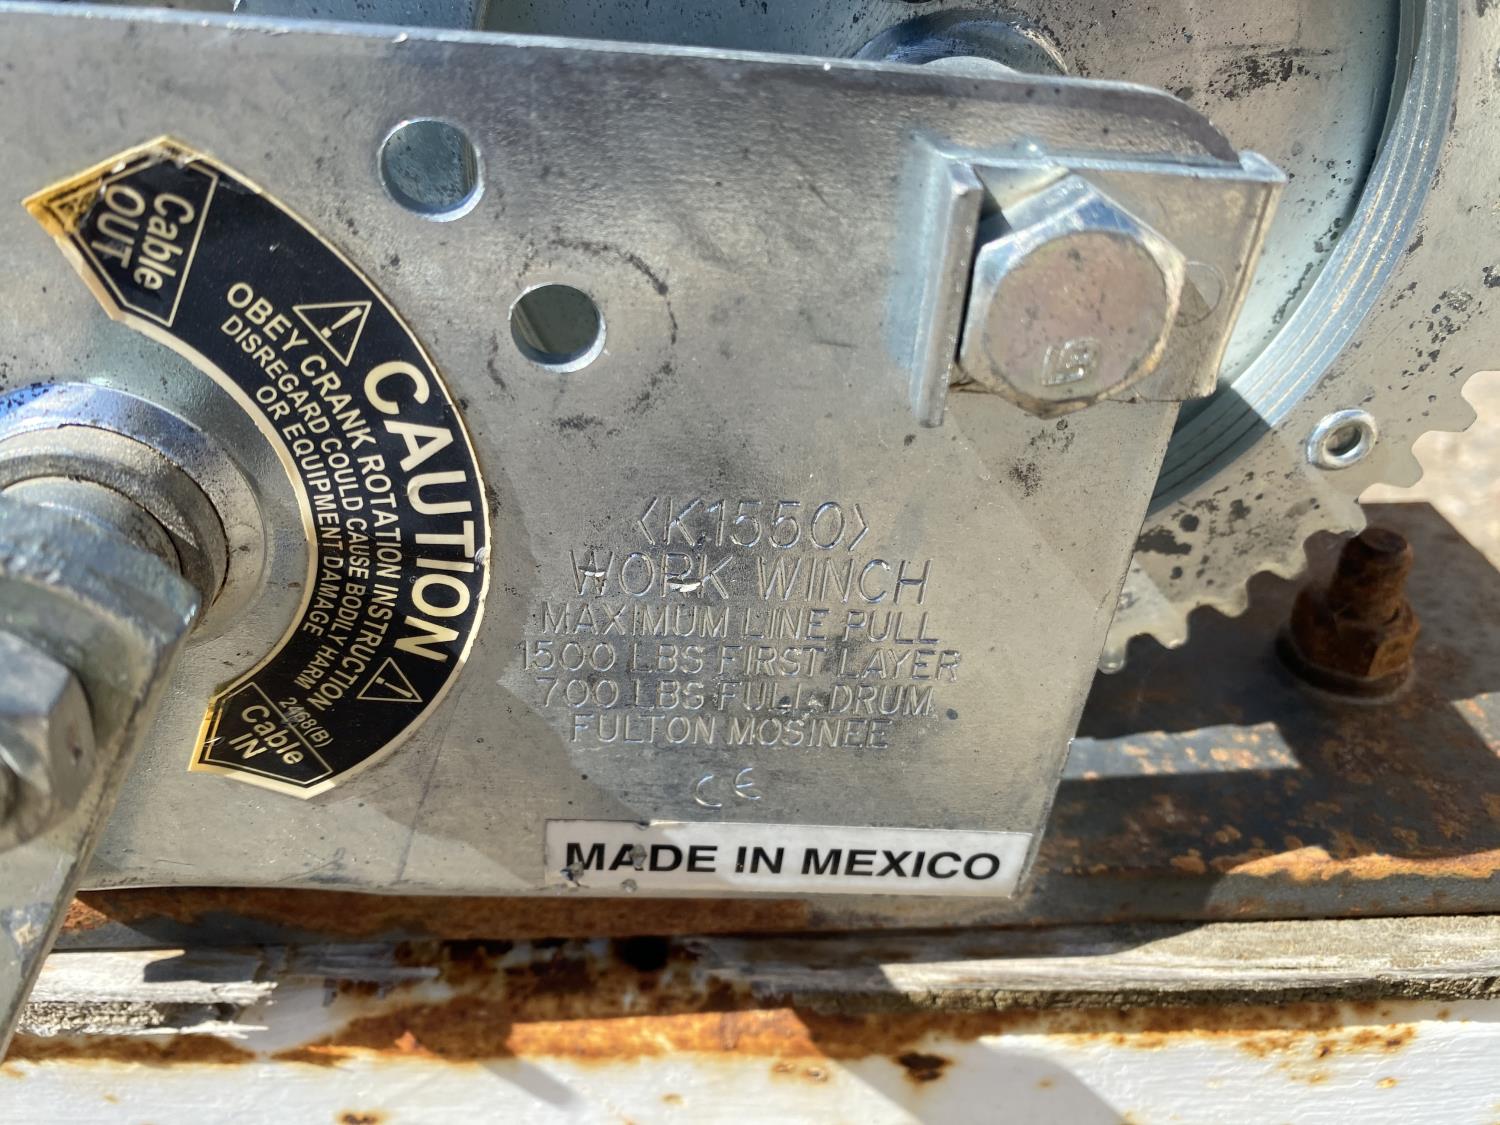 Cable
OUT
CAUTION
OBEY CRANK ROTATION INSTRUCTION
DISREGARD COULD CAUSE BODILY HARM
OR EQUIPMENT DAMAGE
2468(B)
Cable
IN
<K1550>
WORK WINCH
MAXIMUM LINE PULL
1500 LBS FIRST LAYER
700 LBS FULL DRUM
FULTON MOSINEE
CE
MADE IN MEXICO